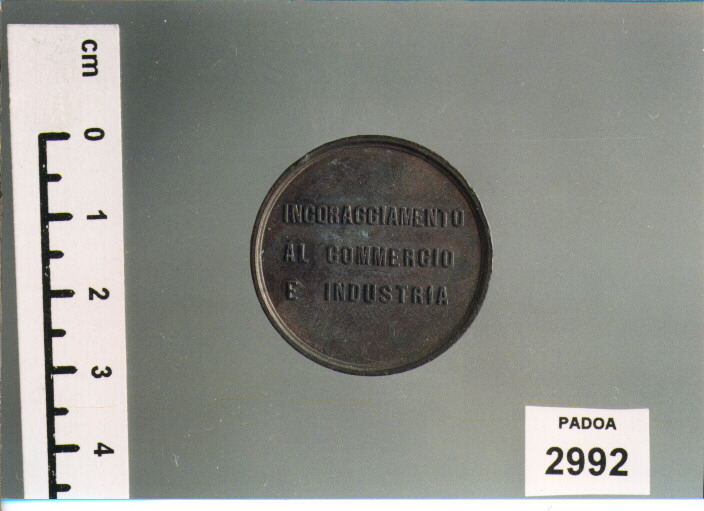 cm
0
1
2
3
4
INCORAGGIAMENTO
AL COMMERCIO
E INDUSTRIA
PADOA
2992